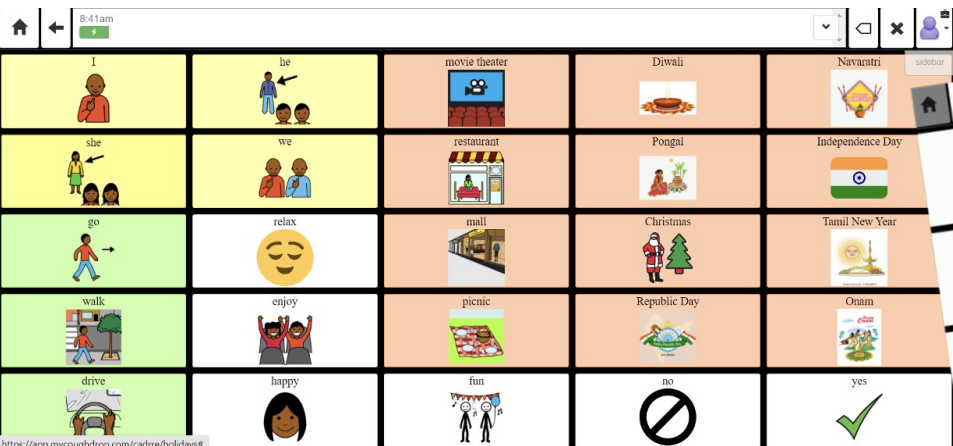 8:41am
sidebar
I
he
movie theater
Diwali
Navaratri
she
we
restaurant
Pongal
Independence Day
go
relax
mall
Christmas
Tamil New Year
walk
enjoy
picnic
Republic Day
Onam
drive
happy
fun
no
yes
https://app.mycoughdrop.com/cadrre/holidays#